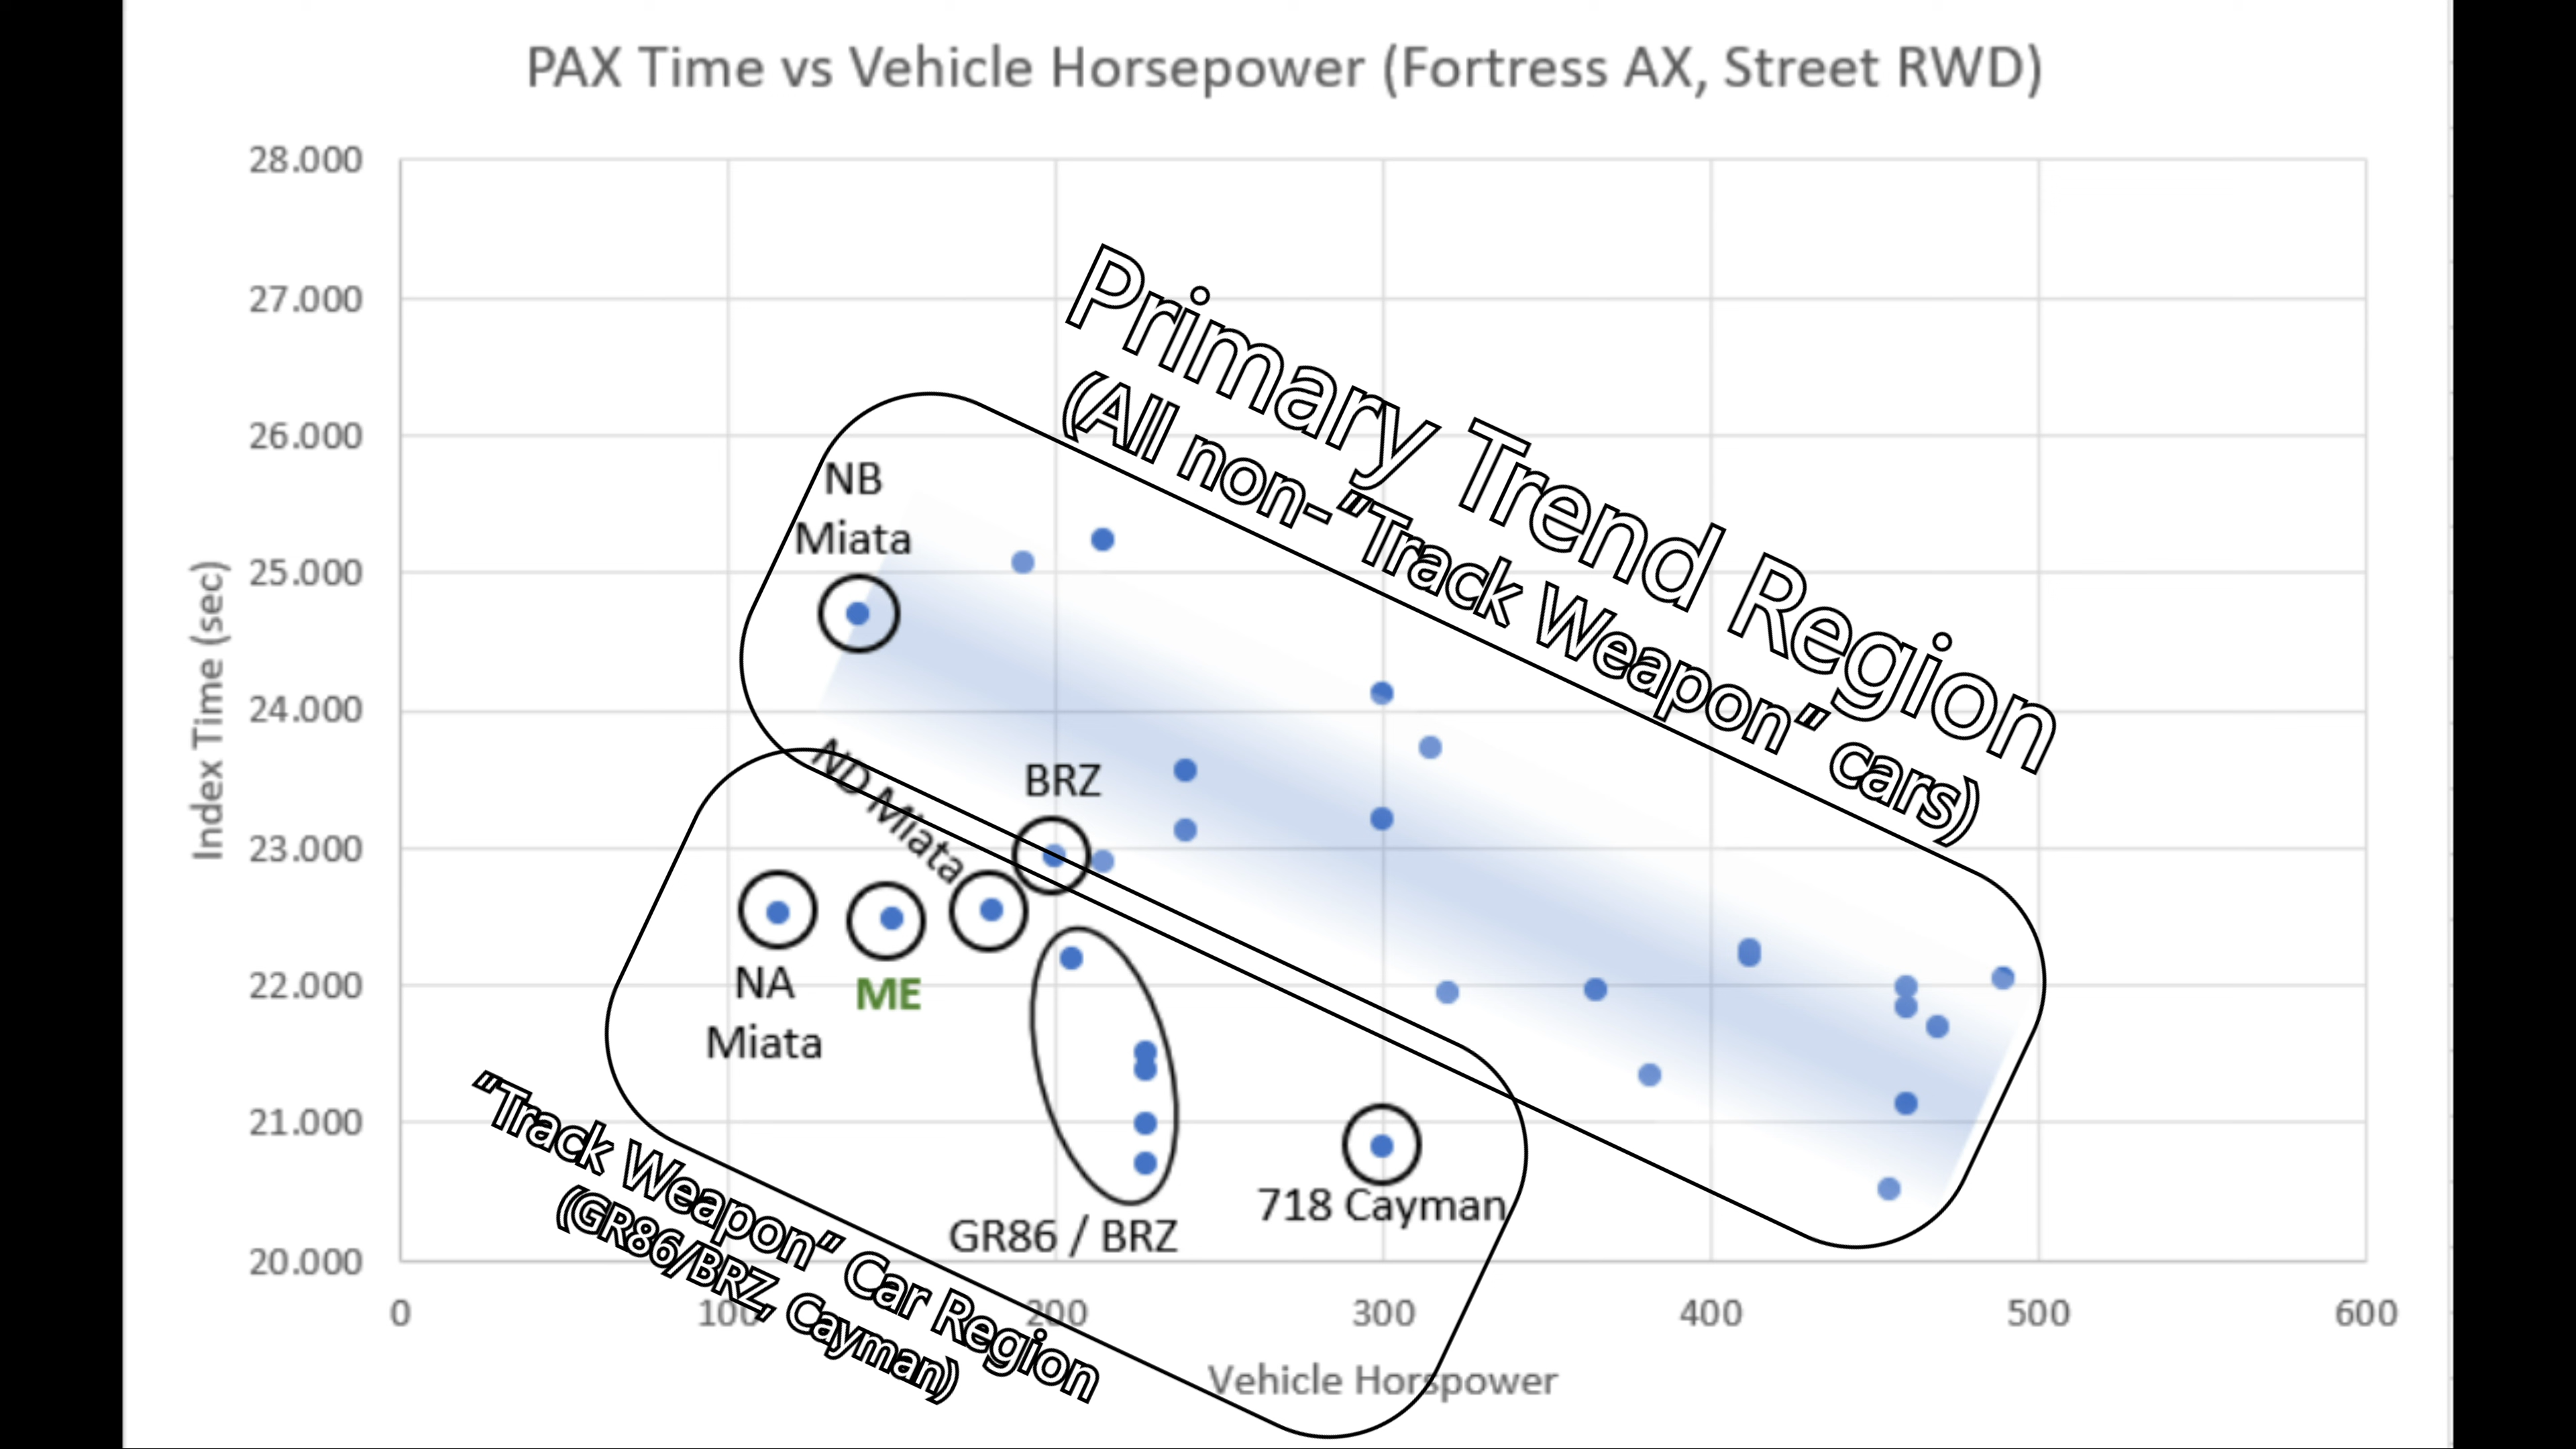 PAX Time vs Vehicle Horsepower (Fortress AX, Street RWD)
28.000
27.000
26.000
25.000
24.000
23.000
22.000
21.000
20.000
Index Time (sec)
Primary Trend Region
(All non-"Track Weapon" cars)
NB
Miata
ND Miata
BRZ
NA
Miata
ME
GR86 / BRZ
718 Cayman
"Track Weapon" Car Region
(GR86/BRZ, Cayman)
0
100
200
300
400
500
600
Vehicle Horspower